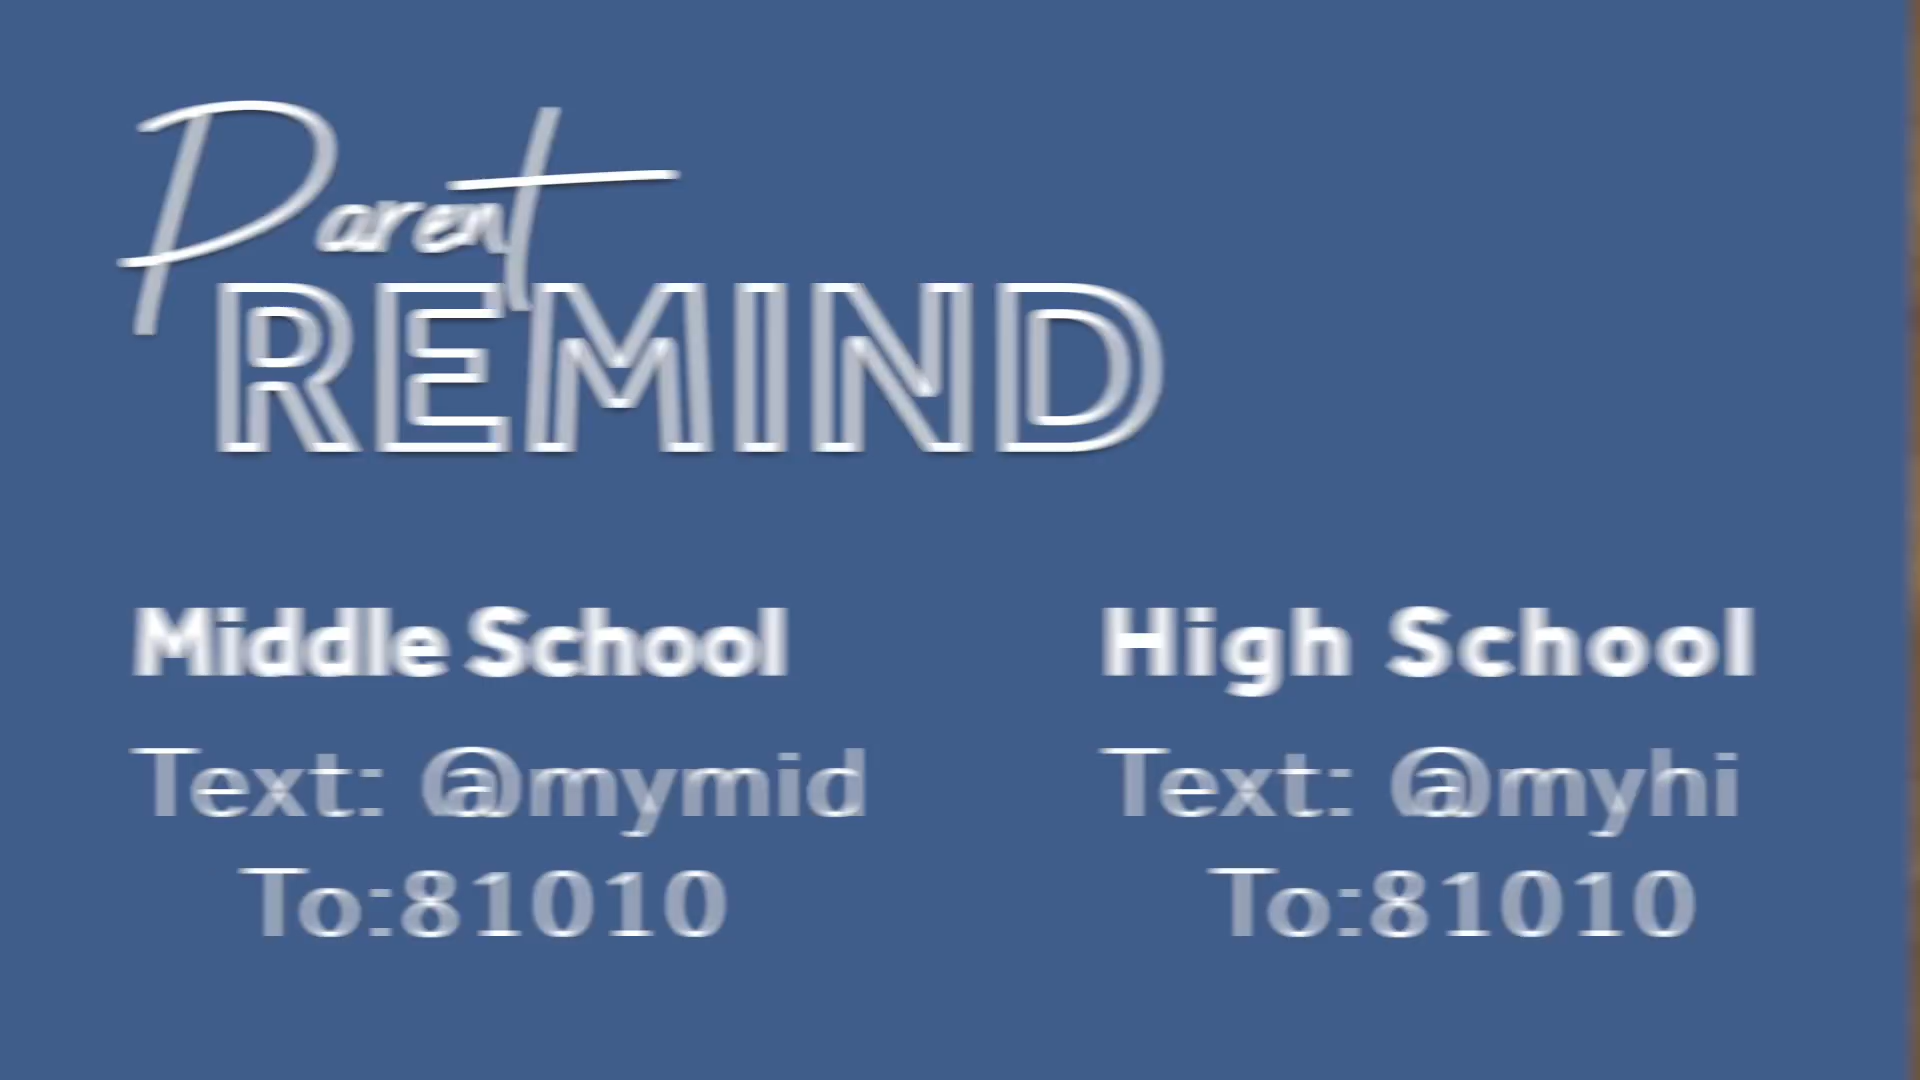 Parent
REMIND
Middle School
Text: @mymid
To:81010
High School
Text: @myhi
To:81010